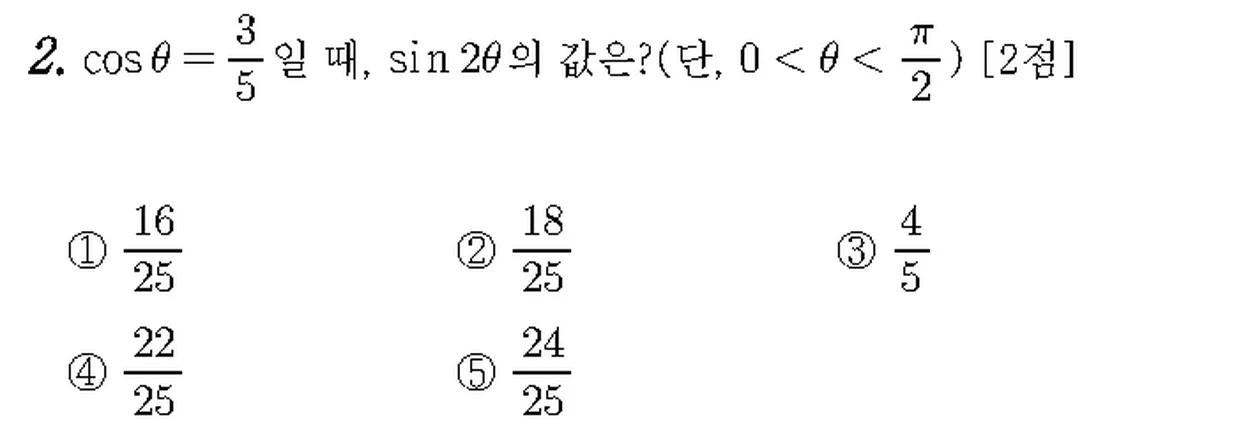 2. cos θ = 3/5 일 때, sin 2θ의 값은?(단, 0 < θ < π/2) [2점]
① 16/25 ② 18/25 ③ 4/5
④ 22/25 ⑤ 24/25